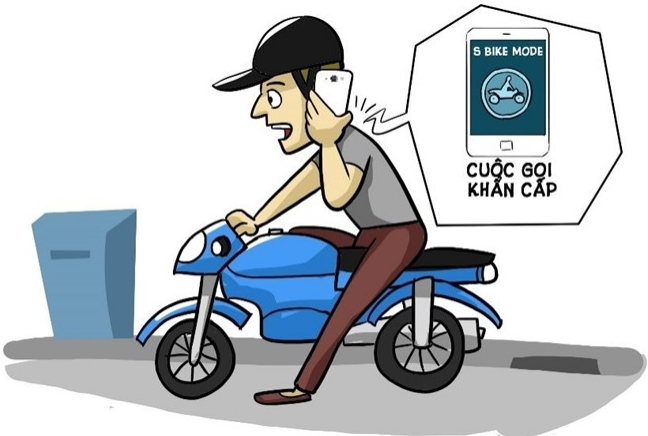 S BIKE MODE
CUỘC GỌI
KHẨN CẤP